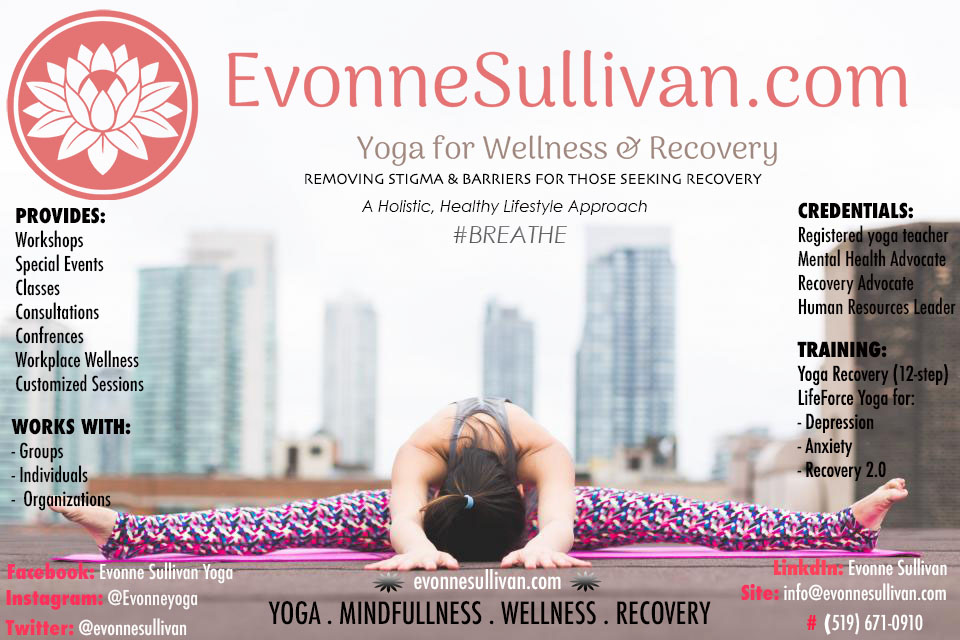 EvonneSullivan.com
Yoga for Wellness & Recovery
REMOVING STIGMA & BARRIERS FOR THOSE SEEKING RECOVERY
A Holistic, Healthy Lifestyle Approach
#BREATHE
PROVIDES:
Workshops
Special Events
Classes
Consultations
Confrences
Workplace Wellness
Customized Sessions
WORKS WITH:
- Groups
- Individuals
- Organizations
CREDENTIALS:
Registered yoga teacher
Mental Health Advocate
Recovery Advocate
Human Resources Leader
TRAINING:
Yoga Recovery (12-step)
LifeForce Yoga for:
- Depression
- Anxiety
- Recovery 2.0
Facebook: Evonne Sullivan Yoga
Instagram: @Evonneyoga
Twitter: @evonnesullivan
evonnesullivan.com
YOGA . MINDFULLNESS . WELLNESS . RECOVERY
LinkdIn: Evonne Sullivan
Site: info@evonnesullivan.com
# (519) 671-0910